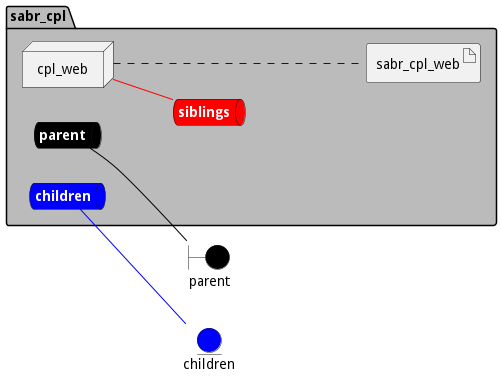 sabr_cpl
cpl_web
sabr_cpl_web
siblings
parent
children
parent
children